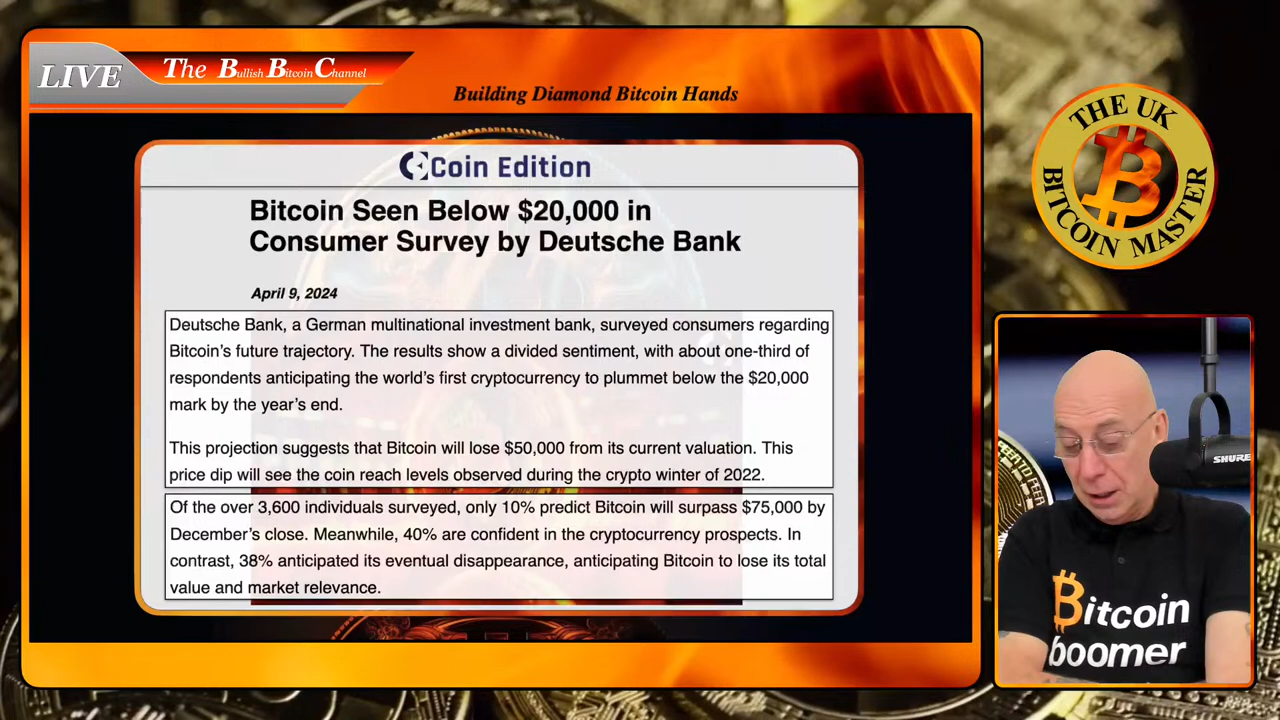 LIVE
The Bullish Bitcoin Channel
Building Diamond Bitcoin Hands
Coin Edition
Bitcoin Seen Below $20,000 in
Consumer Survey by Deutsche Bank
April 9, 2024
Deutsche Bank, a German multinational investment bank, surveyed consumers regarding
Bitcoin's future trajectory. The results show a divided sentiment, with about one-third of
respondents anticipating the world's first cryptocurrency to plummet below the $20,000
mark by the year's end.
This projection suggests that Bitcoin will lose $50,000 from its current valuation. This
price dip will see the coin reach levels observed during the crypto winter of 2022.
Of the over 3,600 individuals surveyed, only 10% predict Bitcoin will surpass $75,000 by
December's close. Meanwhile, 40% are confident in the cryptocurrency prospects. In
contrast, 38% anticipated its eventual disappearance, anticipating Bitcoin to lose its total
value and market relevance.
THE UK
BITCOIN MASTER
SHURE
Bitcoin
boomer